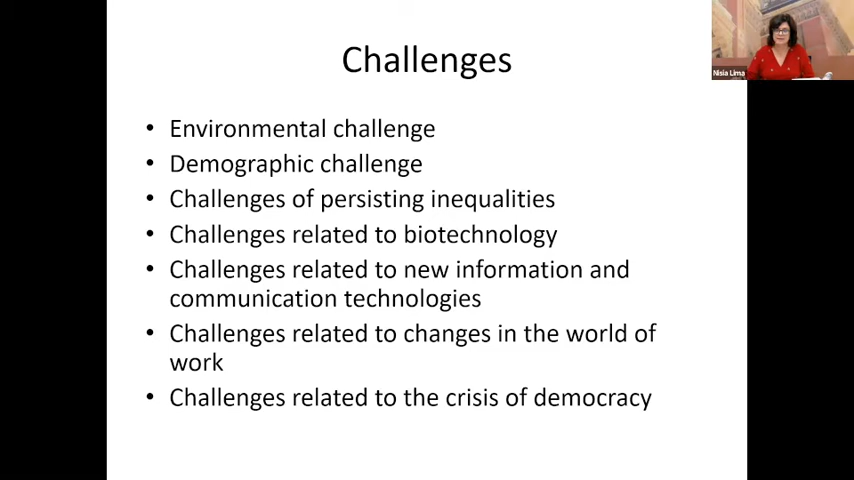 Challenges
Nisia Lima
• Environmental challenge
• Demographic challenge
• Challenges of persisting inequalities
• Challenges related to biotechnology
• Challenges related to new information and
communication technologies
• Challenges related to changes in the world of
work
• Challenges related to the crisis of democracy